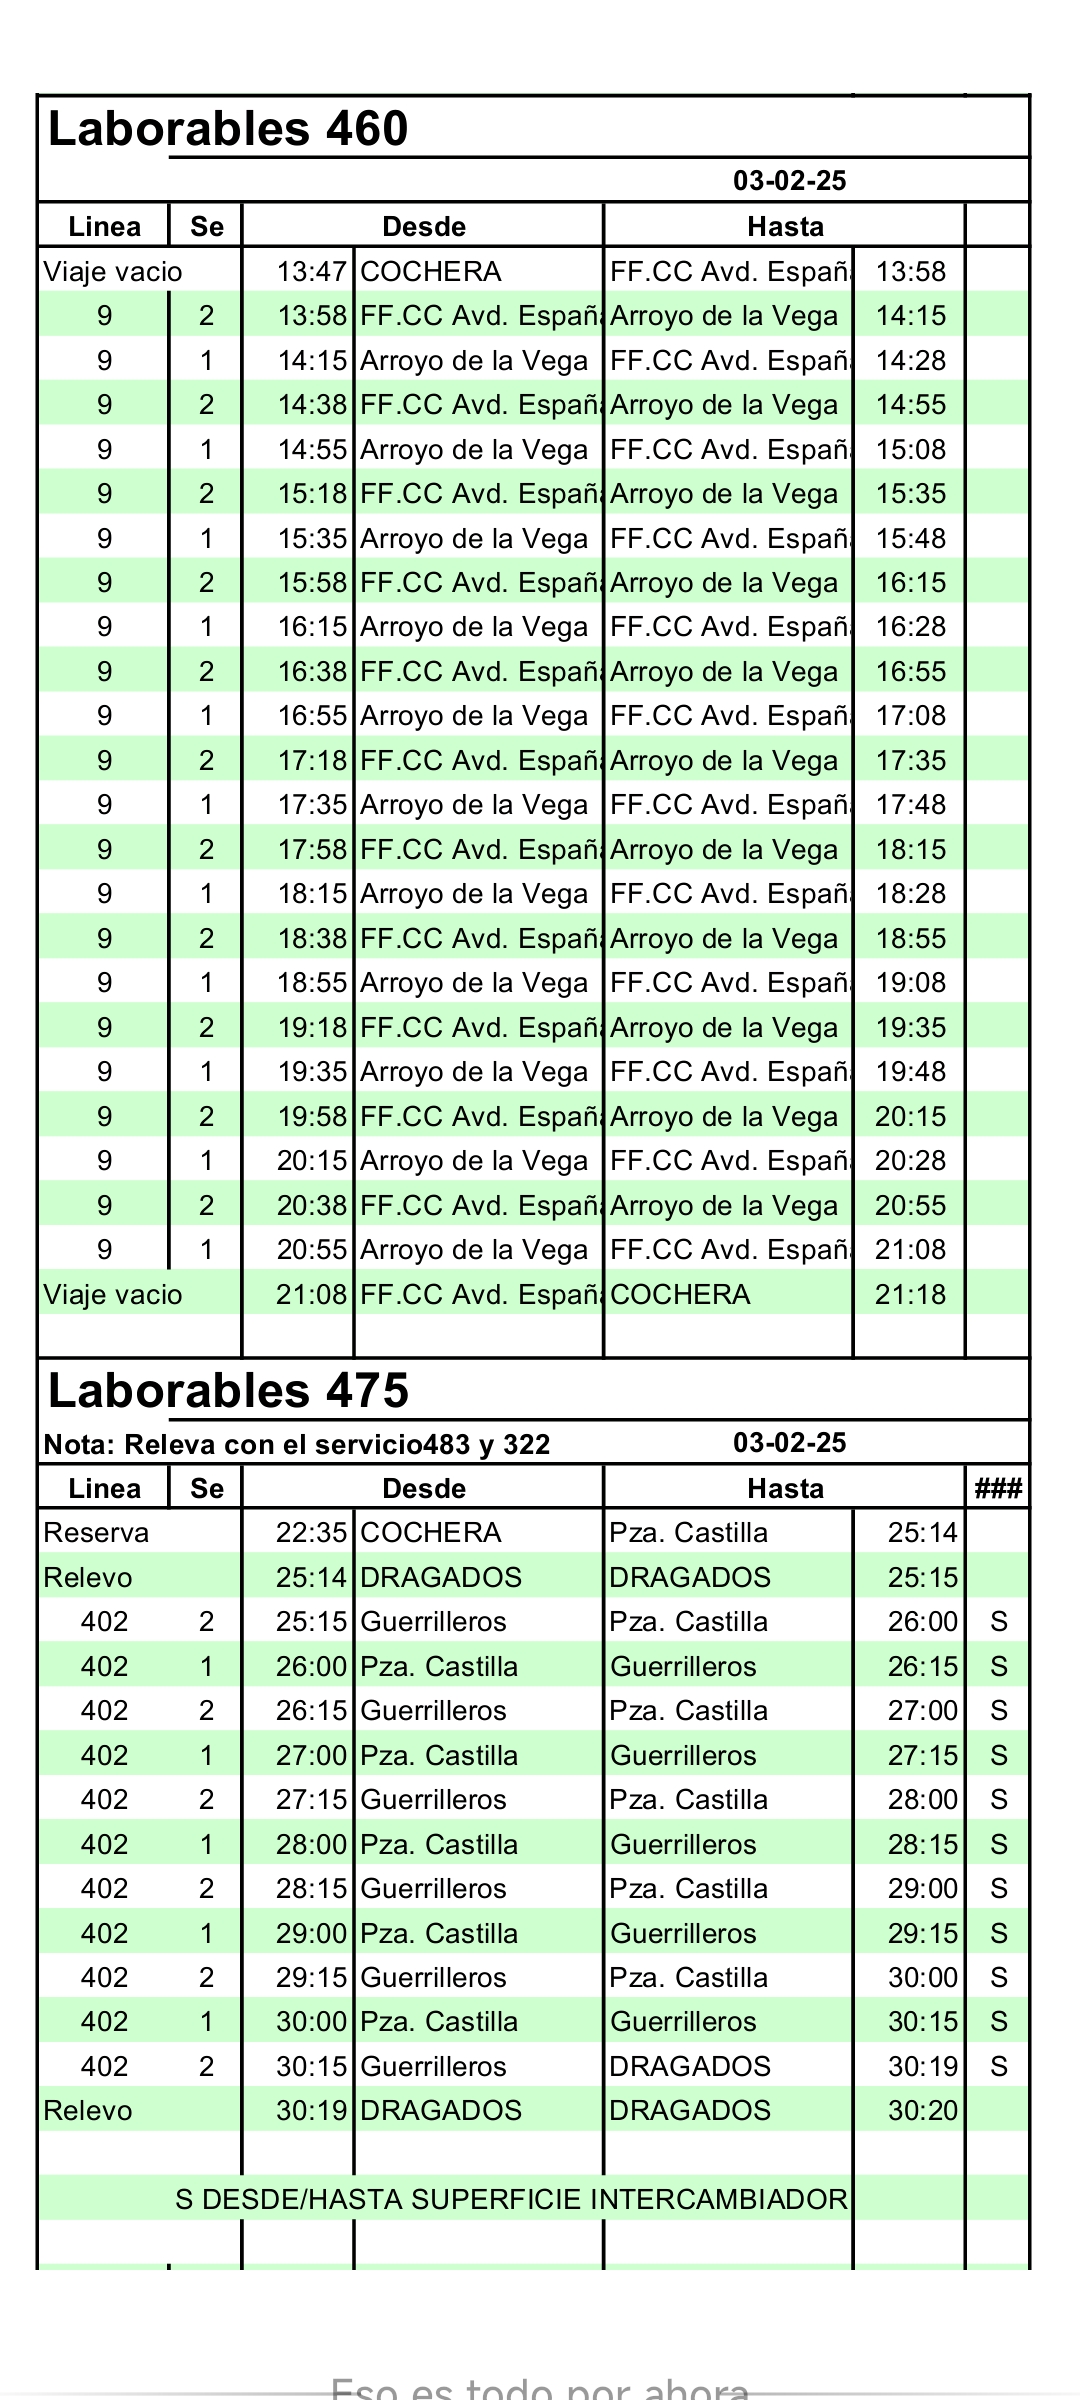 Laborables 460
03-02-25
Linea Se Desde Hasta
Viaje vacio 13:47 COCHERA FF.CC Avd. Españ 13:58
9 2 13:58 FF.CC Avd. Españ Arroyo de la Vega 14:15
9 1 14:15 Arroyo de la Vega FF.CC Avd. Españ 14:28
9 2 14:38 FF.CC Avd. Españ Arroyo de la Vega 14:55
9 1 14:55 Arroyo de la Vega FF.CC Avd. Españ 15:08
9 2 15:18 FF.CC Avd. Españ Arroyo de la Vega 15:35
9 1 15:35 Arroyo de la Vega FF.CC Avd. Españ 15:48
9 2 15:58 FF.CC Avd. Españ Arroyo de la Vega 16:15
9 1 16:15 Arroyo de la Vega FF.CC Avd. Españ 16:28
9 2 16:38 FF.CC Avd. Españ Arroyo de la Vega 16:55
9 1 16:55 Arroyo de la Vega FF.CC Avd. Españ 17:08
9 2 17:18 FF.CC Avd. Españ Arroyo de la Vega 17:35
9 1 17:35 Arroyo de la Vega FF.CC Avd. Españ 17:48
9 2 17:58 FF.CC Avd. Españ Arroyo de la Vega 18:15
9 1 18:15 Arroyo de la Vega FF.CC Avd. Españ 18:28
9 2 18:38 FF.CC Avd. Españ Arroyo de la Vega 18:55
9 1 18:55 Arroyo de la Vega FF.CC Avd. Españ 19:08
9 2 19:18 FF.CC Avd. Españ Arroyo de la Vega 19:35
9 1 19:35 Arroyo de la Vega FF.CC Avd. Españ 19:48
9 2 19:58 FF.CC Avd. Españ Arroyo de la Vega 20:15
9 1 20:15 Arroyo de la Vega FF.CC Avd. Españ 20:28
9 2 20:38 FF.CC Avd. Españ Arroyo de la Vega 20:55
9 1 20:55 Arroyo de la Vega FF.CC Avd. Españ 21:08
Viaje vacio 21:08 FF.CC Avd. Españ COCHERA 21:18
Laborables 475
Nota: Releva con el servicio483 y 322 03-02-25
Linea Se Desde Hasta ###
Reserva 22:35 COCHERA Pza. Castilla 25:14
Relevo 25:14 DRAGADOS DRAGADOS 25:15
402 2 25:15 Guerrilleros Pza. Castilla 26:00 S
402 1 26:00 Pza. Castilla Guerrilleros 26:15 S
402 2 26:15 Guerrilleros Pza. Castilla 27:00 S
402 1 27:00 Pza. Castilla Guerrilleros 27:15 S
402 2 27:15 Guerrilleros Pza. Castilla 28:00 S
402 1 28:00 Pza. Castilla Guerrilleros 28:15 S
402 2 28:15 Guerrilleros Pza. Castilla 29:00 S
402 1 29:00 Pza. Castilla Guerrilleros 29:15 S
402 2 29:15 Guerrilleros Pza. Castilla 30:00 S
402 1 30:00 Pza. Castilla Guerrilleros 30:15 S
402 2 30:15 Guerrilleros DRAGADOS 30:19 S
Relevo 30:19 DRAGADOS DRAGADOS 30:20
S DESDE/HASTA SUPERFICIE INTERCAMBIADOR
Eso es todo por ahora